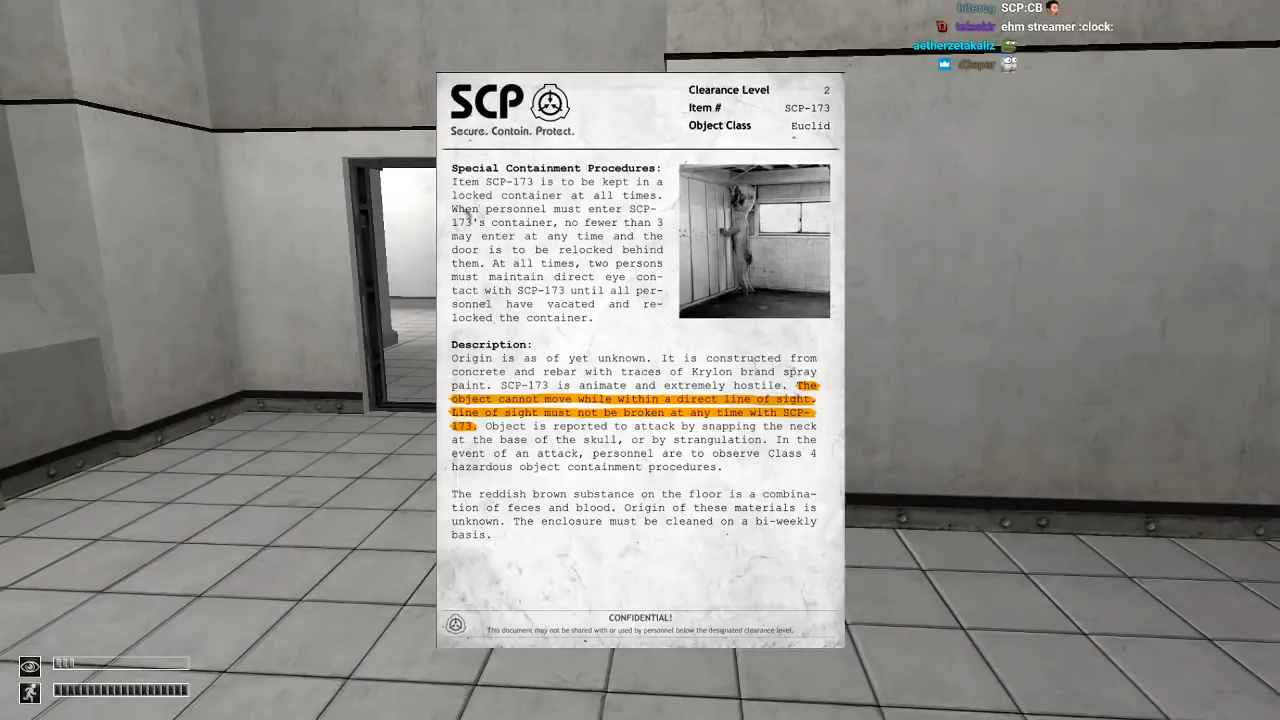 hterog SCP:CB
teleekir ehm streamer :clock:
aetherzetakaliz
d3sper
SCP
Secure. Contain. Protect.
Clearance Level 2
Item # SCP-173
Object Class Euclid
Special Containment Procedures:
Item SCP-173 is to be kept in a
locked container at all times.
When personnel must enter SCP-
173's container, no fewer than 3
may enter at any time and the
door is to be relocked behind
them. At all times, two persons
must maintain direct eye con-
tact with SCP-173 until all per-
sonnel have vacated and re-
locked the container.
Description:
Origin is as of yet unknown. It is constructed from
concrete and rebar with traces of Krylon brand spray
paint. SCP-173 is animate and extremely hostile. The
object cannot move while within a direct line of sight.
Line of sight must not be broken at any time with SCP-
173. Object is reported to attack by snapping the neck
at the base of the skull, or by strangulation. In the
event of an attack, personnel are to observe Class 4
hazardous object containment procedures.
The reddish brown substance on the floor is a combina-
tion of feces and blood. Origin of these materials is
unknown. The enclosure must be cleaned on a bi-weekly
basis.
CONFIDENTIAL!
This document may not be shared with or used by personnel below the designated clearance level.